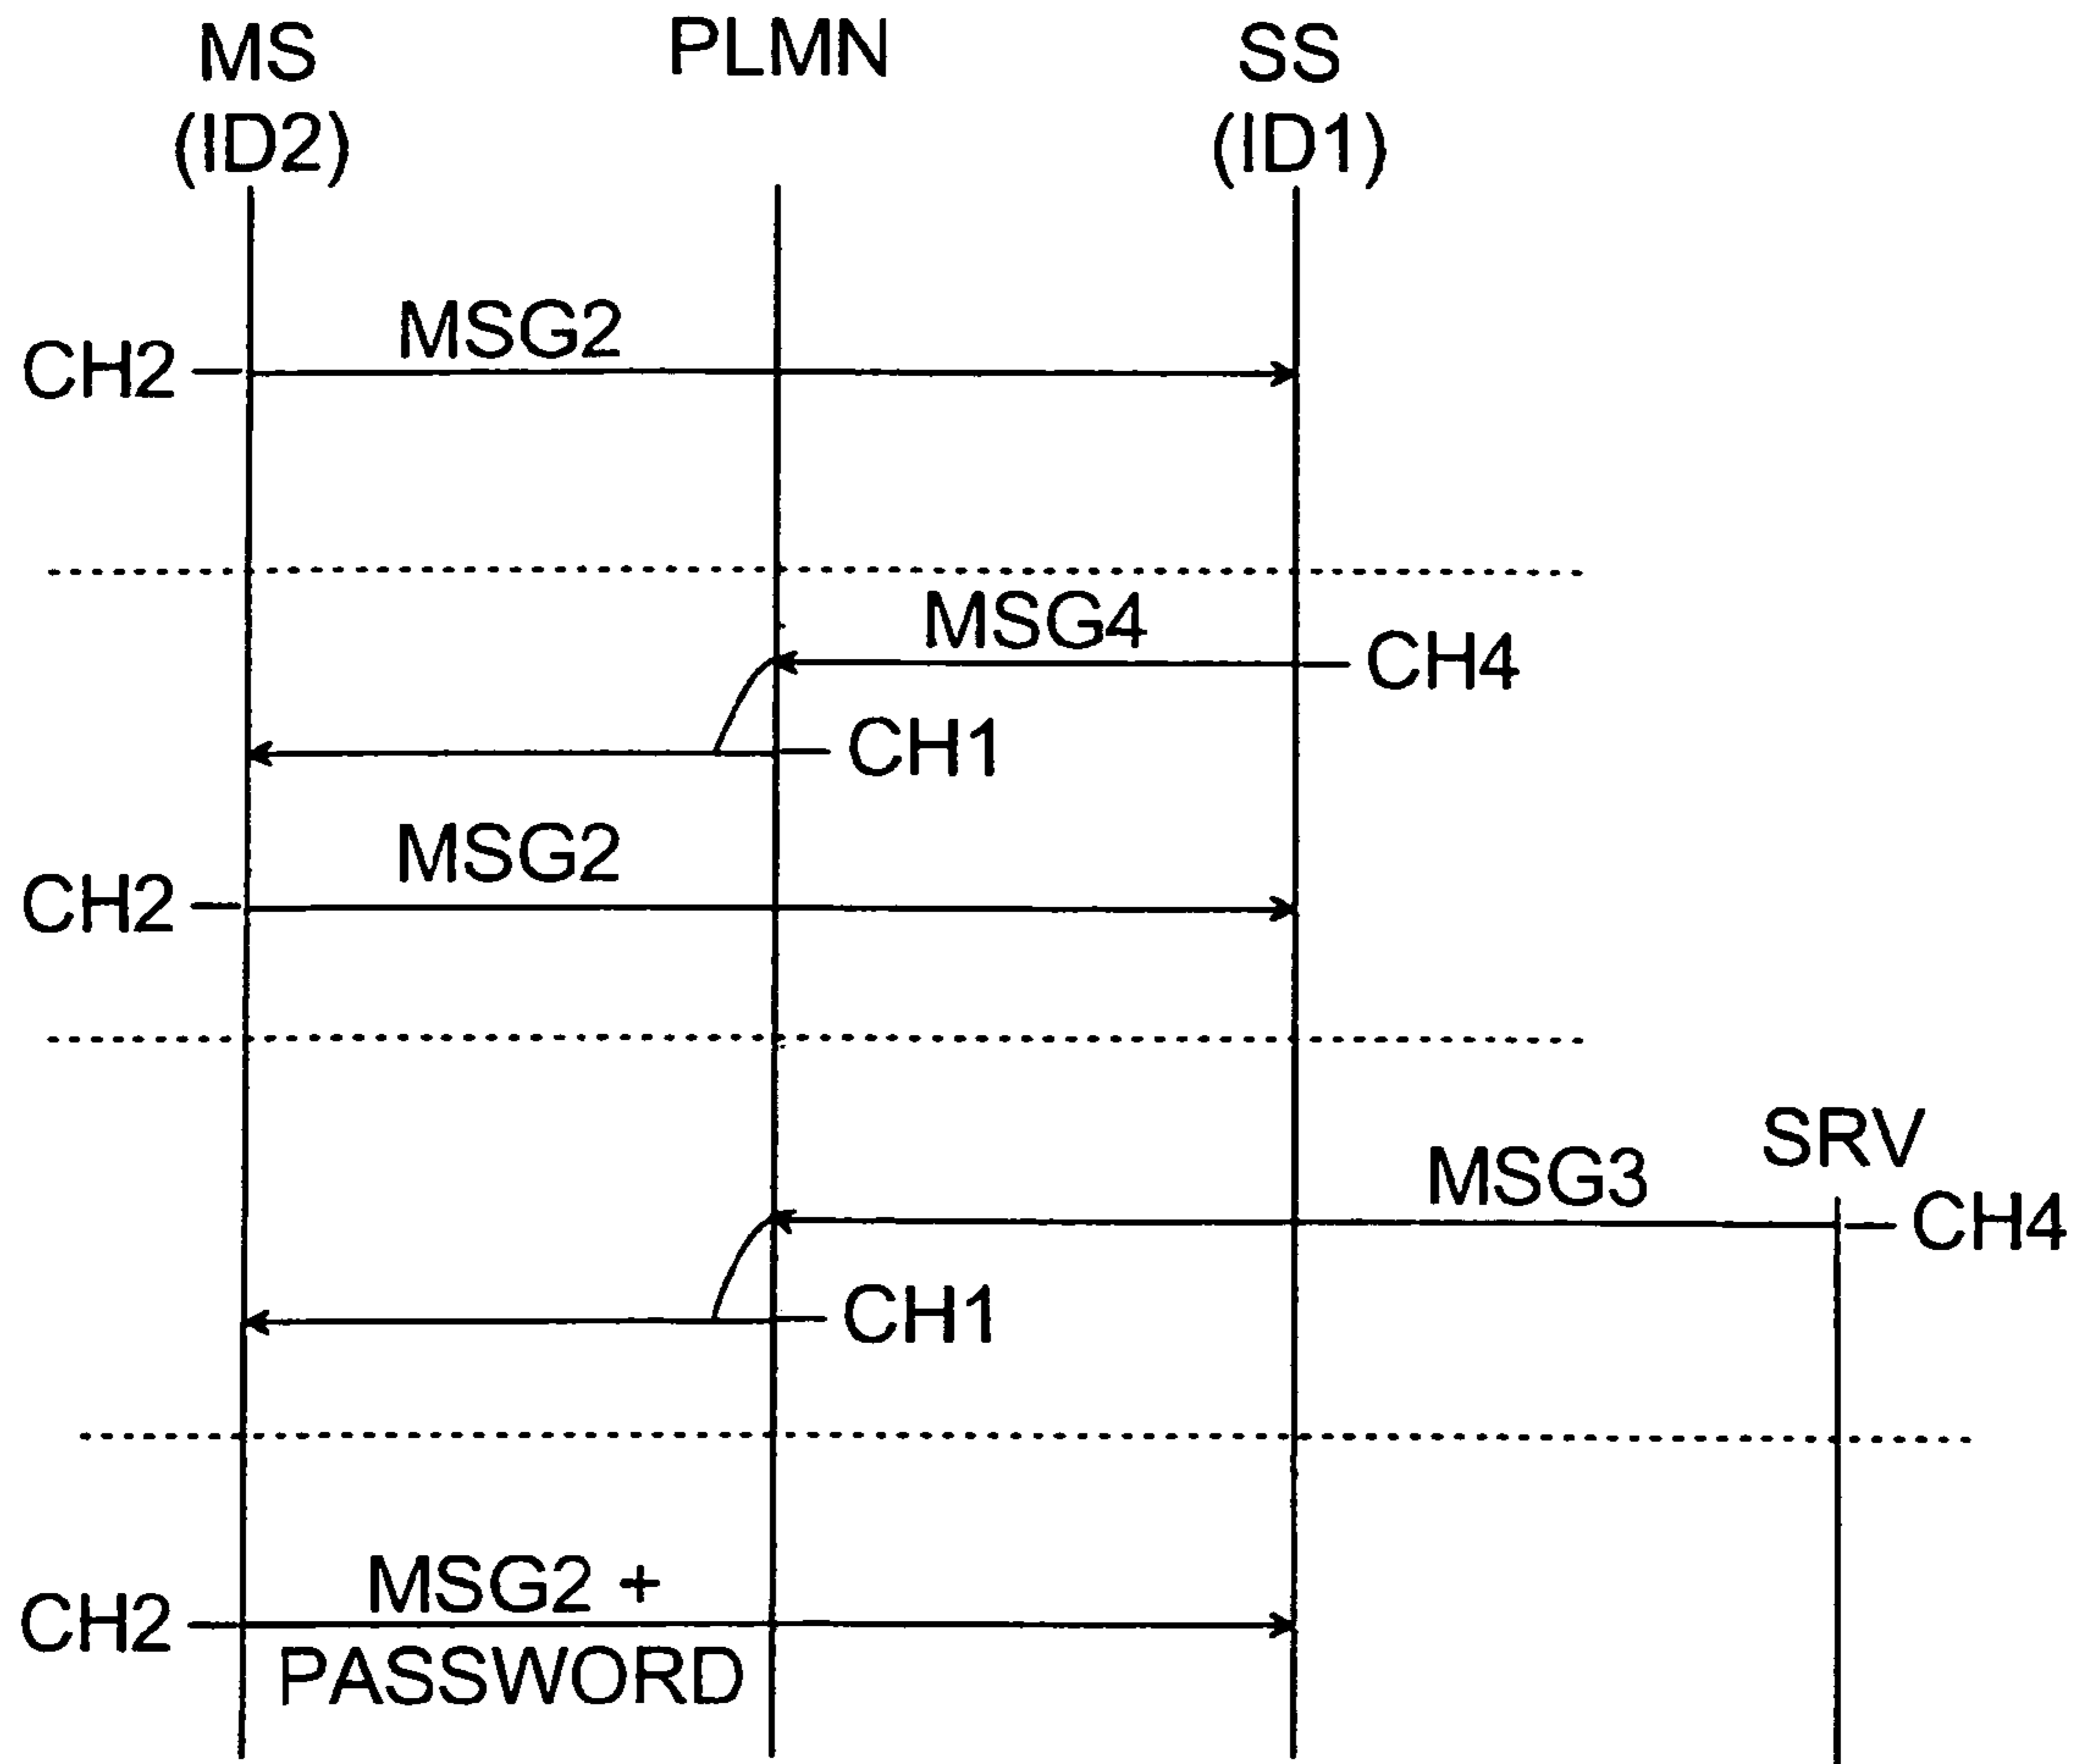 MS
(ID2)
PLMN
SS
(ID1)
MSG2
CH2
MSG4
CH4
CH1
MSG2
CH2
SRV
MSG3
CH4
CH1
MSG2 +
CH2
PASSWORD